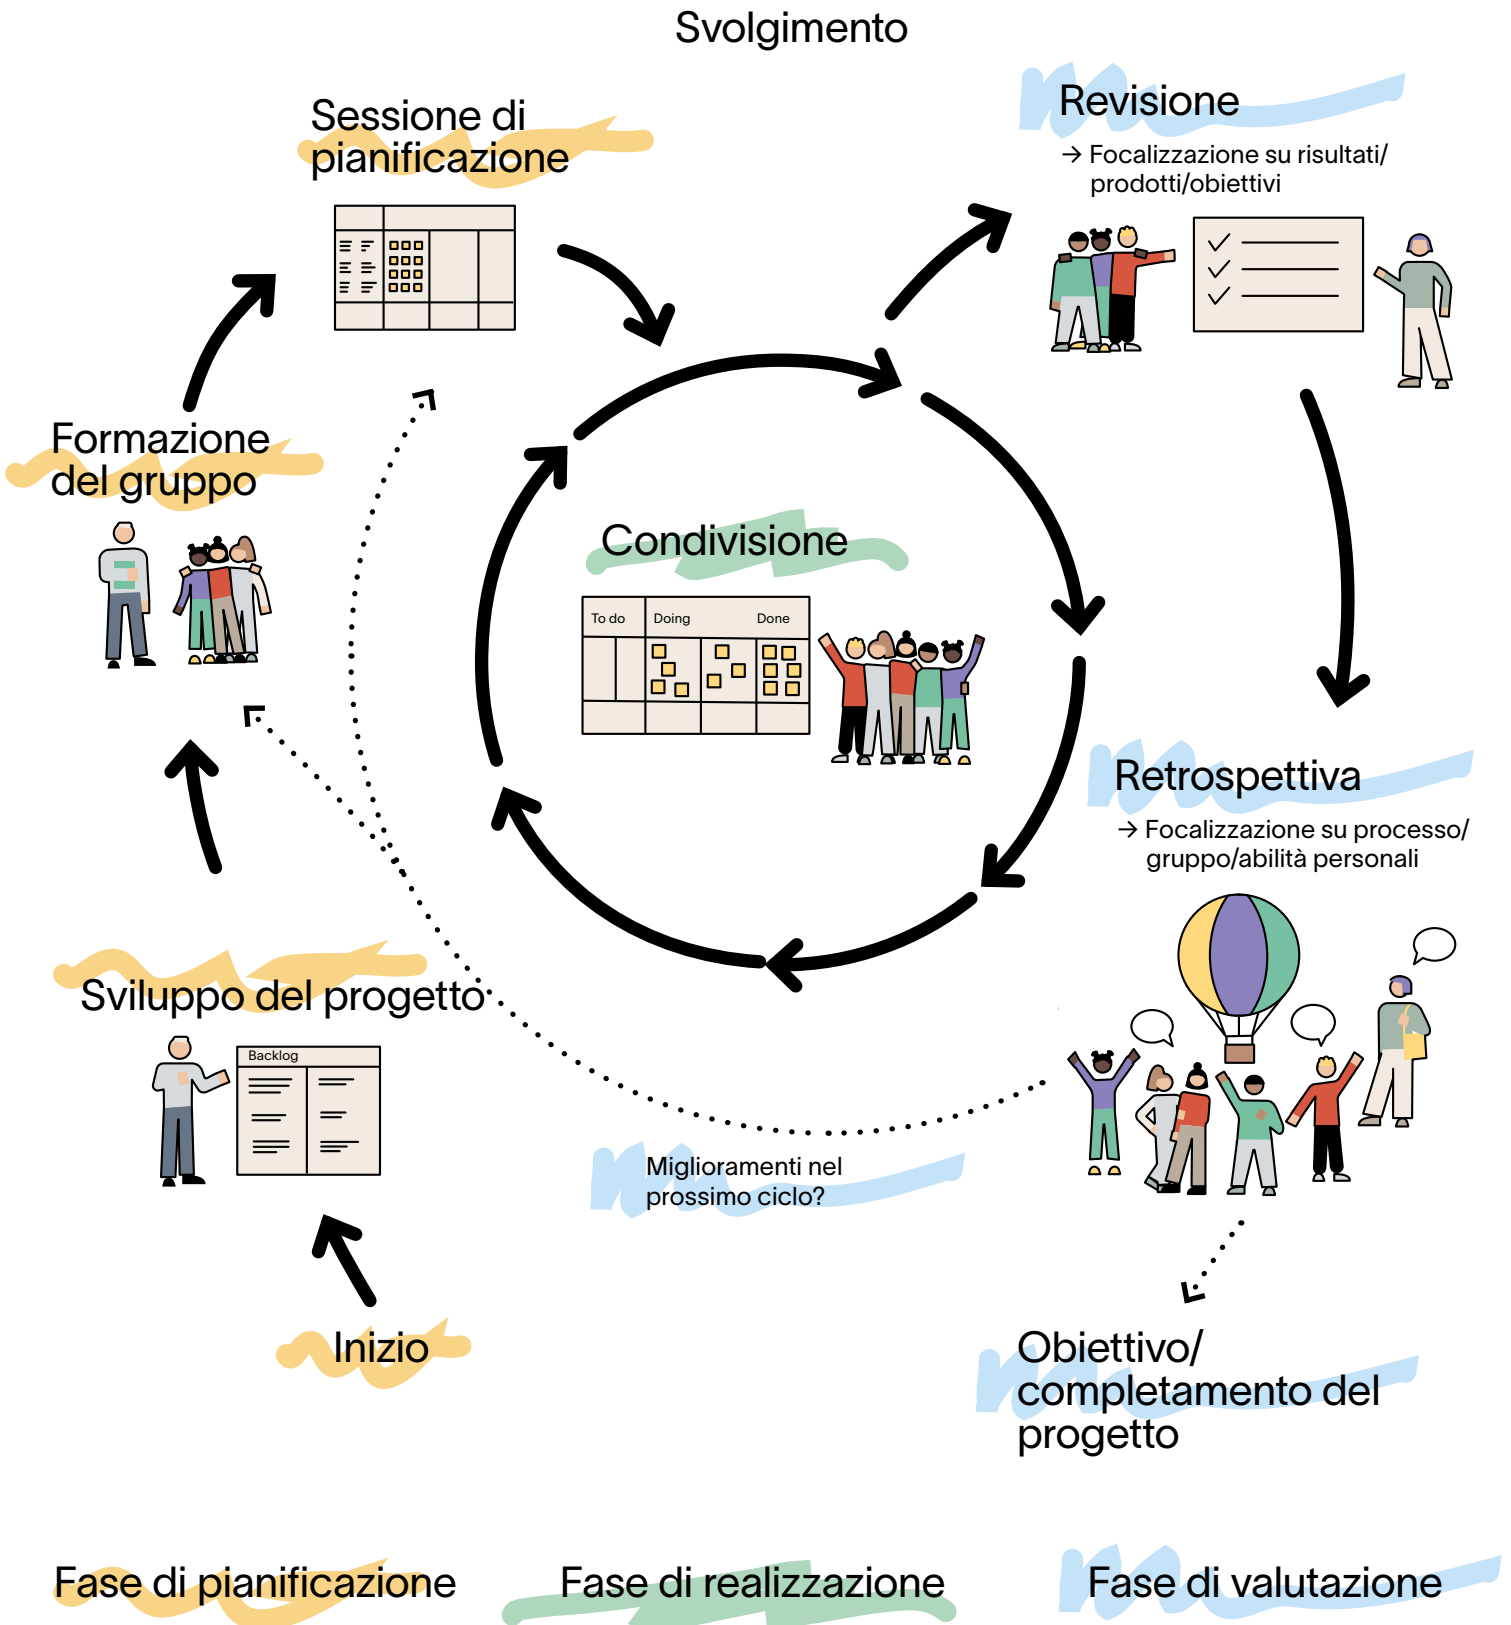 Svolgimento
Sessione di
pianificazione
Revisione
→ Focalizzazione su risultati/
prodotti/obiettivi
Formazione
del gruppo
Condivisione
To do
Doing
Done
Retrospettiva
→ Focalizzazione su processo/
gruppo/abilità personali
Sviluppo del progetto
Backlog
Miglioramenti nel
prossimo ciclo?
Inizio
Obiettivo/
completamento del
progetto
Fase di pianificazione
Fase di realizzazione
Fase di valutazione